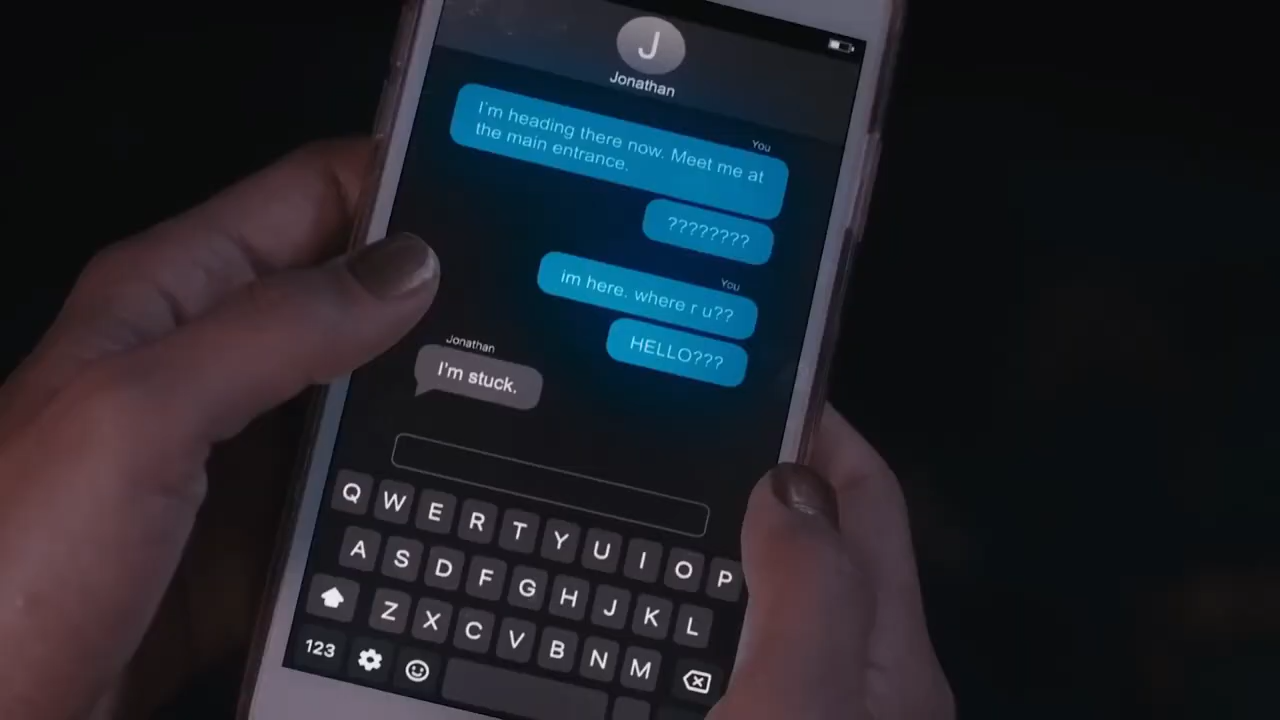 J
Jonathan
You
I'm heading there now. Meet me at
the main entrance.
????????
You
im here. where r u??
HELLO???
Jonathan
I'm stuck.
Q W E R T Y U I O P
A S D F G H J K L
Z X C V B N M
123